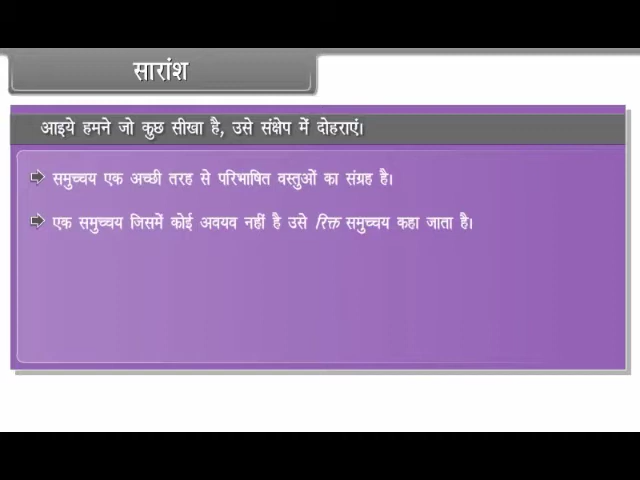 सारांश
आइये हमने जो कुछ सीखा है, उसे संक्षेप में दोहराएं।
समुच्चय एक अच्छी तरह से परिभाषित वस्तुओं का संग्रह है।
एक समुच्चय जिसमें कोई अवयव नहीं है उसे रिक्त समुच्चय कहा जाता है।